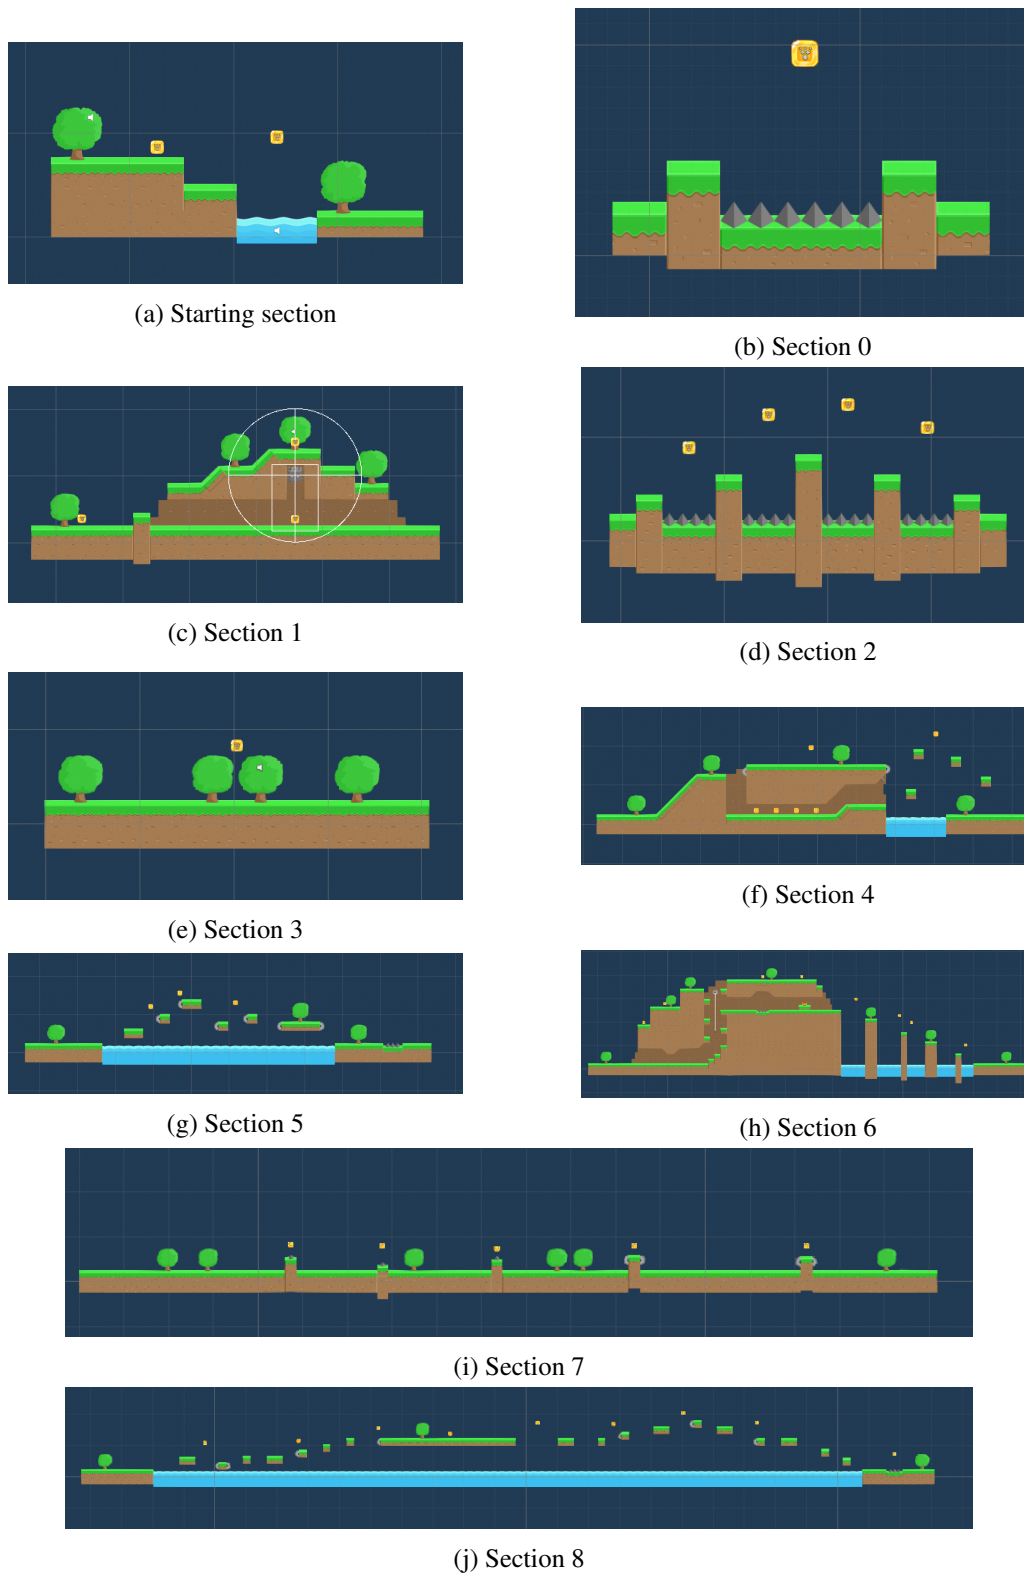 (a) Starting section
(b) Section 0
(c) Section 1
(d) Section 2
(e) Section 3
(f) Section 4
(g) Section 5
(h) Section 6
(i) Section 7
(j) Section 8